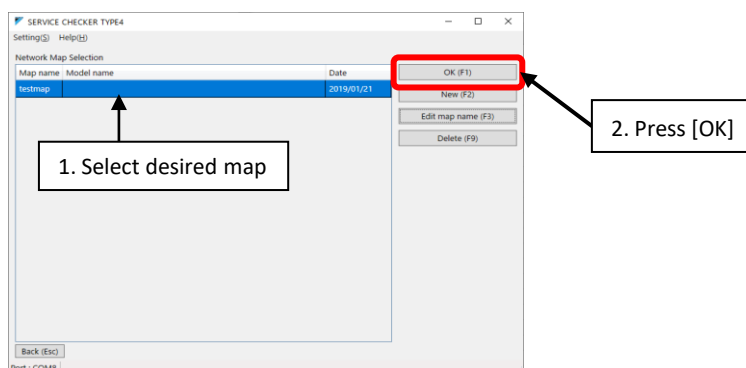 SERVICE CHECKER TYPE4
Setting(S) Help(H)
Network Map Selection
Map name Model name Date
testmap 2019/01/21
OK (F1)
New (F2)
Edit map name (F3)
Delete (F9)
1. Select desired map
2. Press [OK]
Back (Esc)
Port : COM8